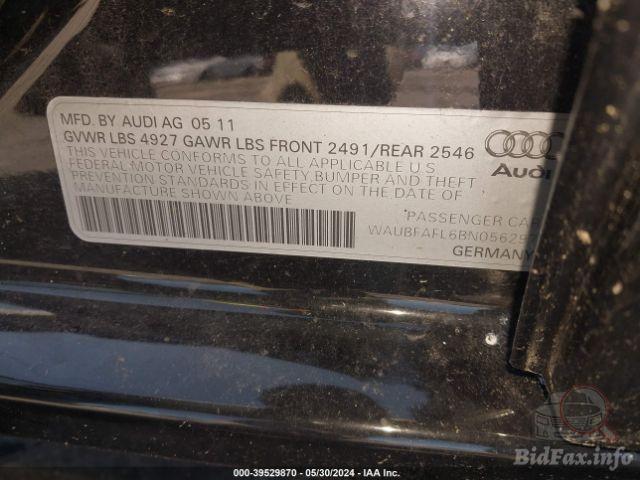 MFD. BY AUDI AG 05 11
GVWR LBS 4927 GAWR LBS FRONT 2491/REAR 2546
THIS VEHICLE CONFORMS TO ALL APPLICABLE U.S
FEDERAL MOTOR VEHICLE SAFETY,BUMPER AND THEFT
PREVENTION STANDARDS IN EFFECT ON THE DATE OF
MANUFACTURE SHOWN ABOVE
Audi
PASSENGER CAR
GERMANY
000-39529870 - 05/30/2024 - IAA Inc.
BidFax.info